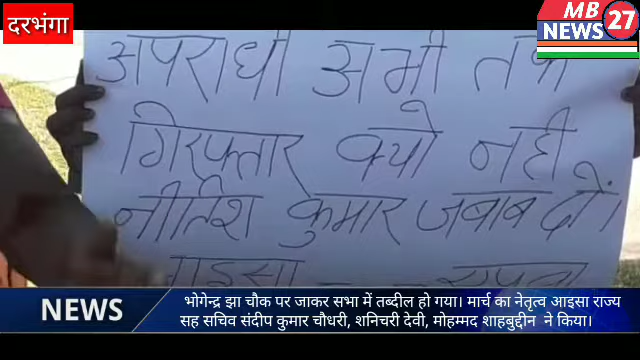 दरभंगा
MB
NEWS 27
अपराधी अभी तक
गिरफ्तार क्यो नही
नीतिश कुमार जबाब दो।
NEWS
भोगेन्द्र झा चौक पर जाकर सभा में तब्दील हो गया। मार्च का नेतृत्व आइसा राज्य
सह सचिव संदीप कुमार चौधरी, शनिचरी देवी, मोहम्मद शाहबुद्दीन ने किया।